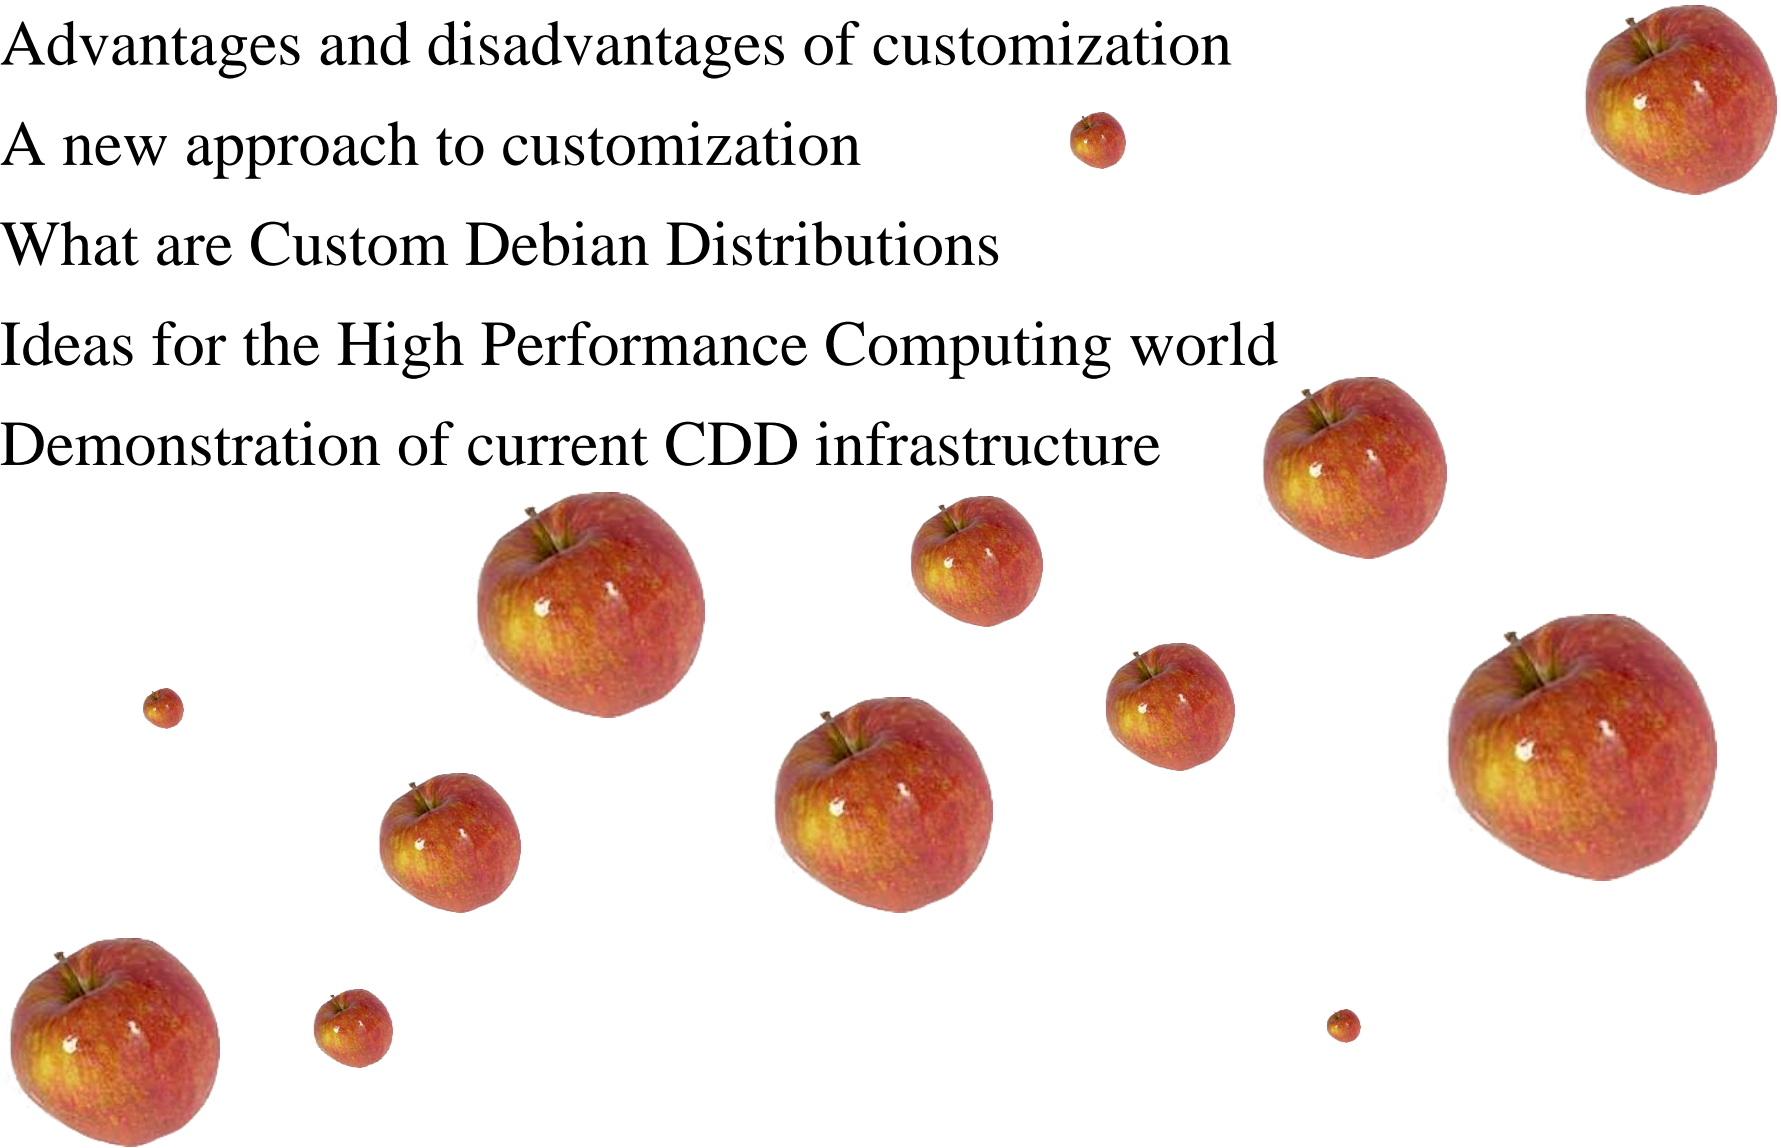 Advantages and disadvantages of customization
A new approach to customization
What are Custom Debian Distributions
Ideas for the High Performance Computing world
Demonstration of current CDD infrastructure